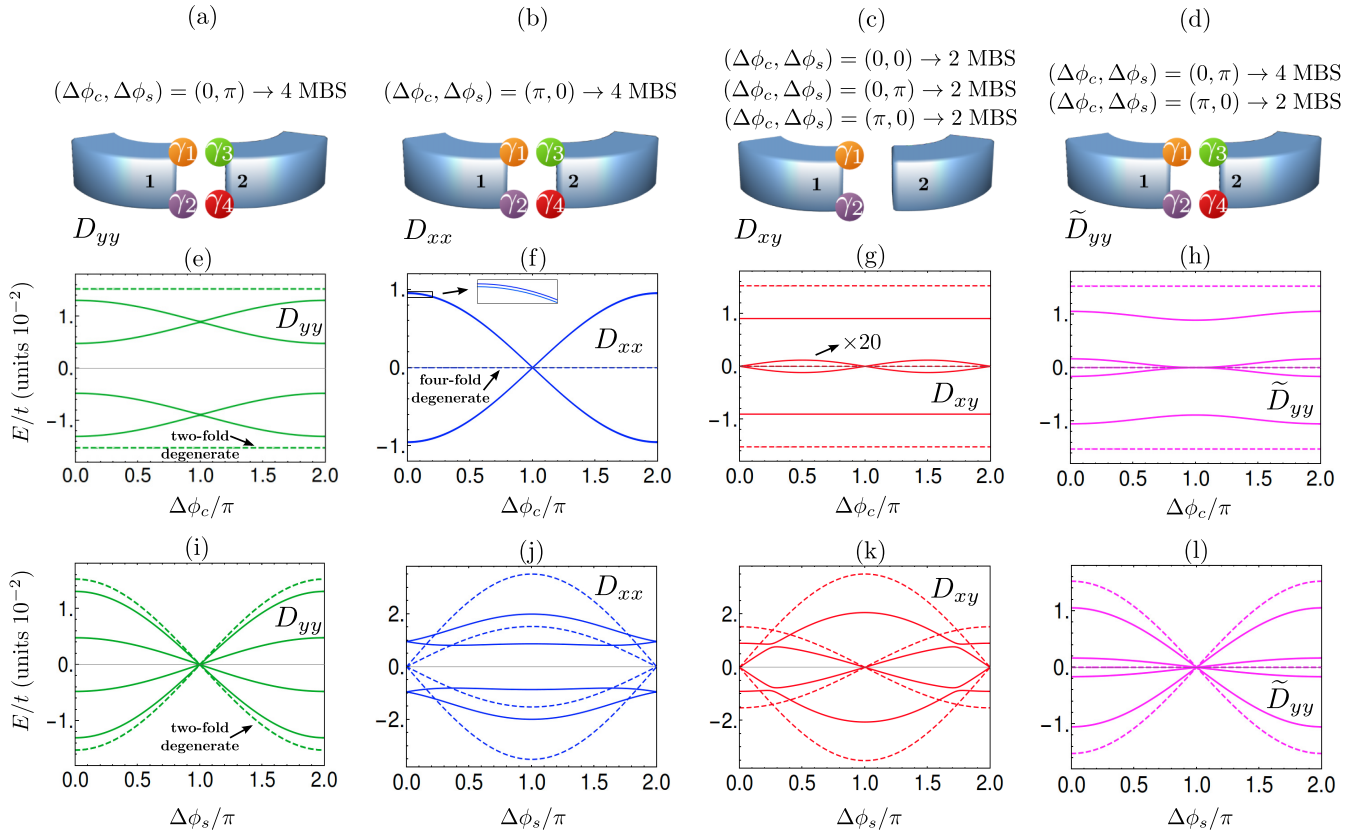 (a)
(b)
(c)
(d)
(Δϕc, Δϕs) = (0, π) → 4 MBS
(Δϕc, Δϕs) = (π, 0) → 4 MBS
(Δϕc, Δϕs) = (0, 0) → 2 MBS
(Δϕc, Δϕs) = (0, π) → 2 MBS
(Δϕc, Δϕs) = (π, 0) → 2 MBS
(Δϕc, Δϕs) = (0, π) → 4 MBS
(Δϕc, Δϕs) = (π, 0) → 2 MBS
γ1 γ3
1 2
γ2 γ4
Dyy
γ1 γ3
1 2
γ2 γ4
Dxx
γ1
1 2
γ2
Dxy
γ1 γ3
1 2
γ2 γ4
D̃yy
(e)
E/t (units 10⁻²)
1.
0.
-1.
Dyy
two-fold
degenerate
0.0 0.5 1.0 1.5 2.0
Δϕc/π
(f)
1.
0.
-1.
Dxx
four-fold
degenerate
0.0 0.5 1.0 1.5 2.0
Δϕc/π
(g)
1.
0.
-1.
×20
Dxy
0.0 0.5 1.0 1.5 2.0
Δϕc/π
(h)
1.
0.
-1.
D̃yy
0.0 0.5 1.0 1.5 2.0
Δϕc/π
(i)
E/t (units 10⁻²)
1.
0.
-1.
Dyy
two-fold
degenerate
0.0 0.5 1.0 1.5 2.0
Δϕs/π
(j)
2.
0.
-2.
Dxx
0.0 0.5 1.0 1.5 2.0
Δϕs/π
(k)
2.
0.
-2.
Dxy
0.0 0.5 1.0 1.5 2.0
Δϕs/π
(l)
1.
0.
-1.
D̃yy
0.0 0.5 1.0 1.5 2.0
Δϕs/π